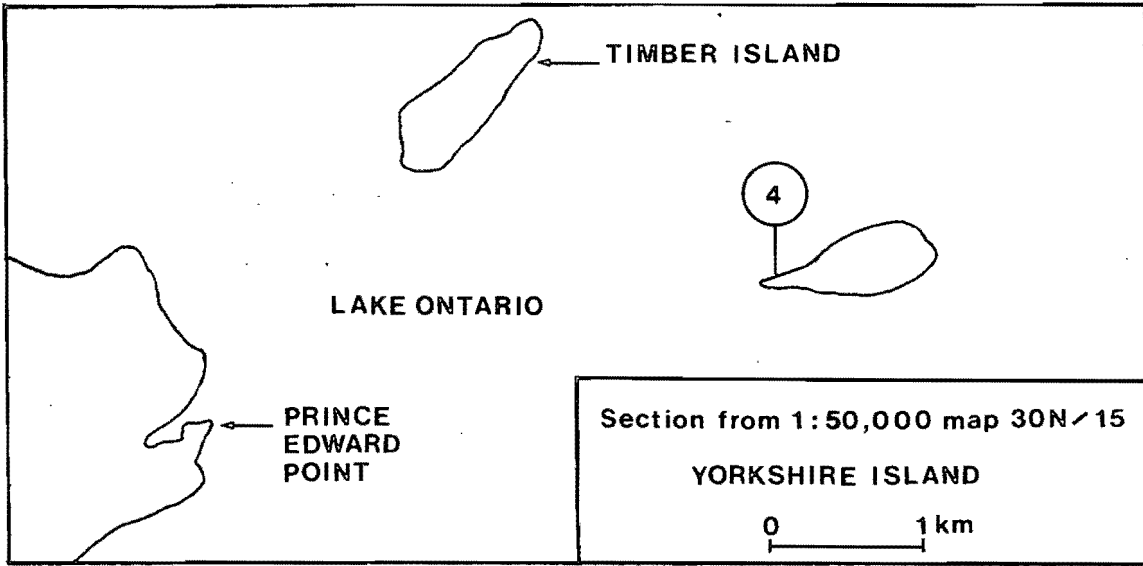 TIMBER ISLAND
4
LAKE ONTARIO
PRINCE
EDWARD
POINT
Section from 1:50,000 map 30N/15
YORKSHIRE ISLAND
0 1 km